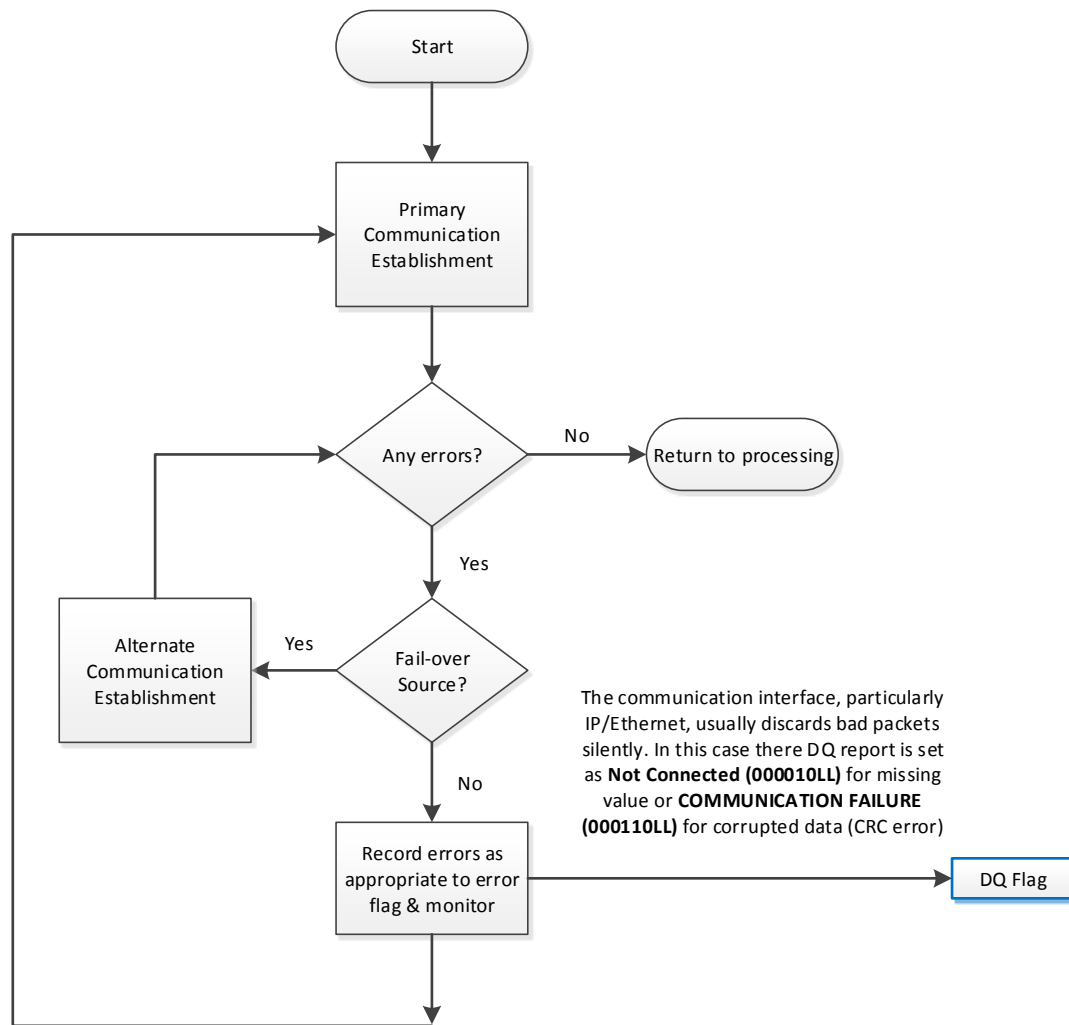 Start
Primary
Communication
Establishment
Any errors?
No
Return to processing
Yes
Alternate
Communication
Establishment
Yes
Fail-over
Source?
The communication interface, particularly
IP/Ethernet, usually discards bad packets
silently. In this case there DQ report is set
as Not Connected (000010LL) for missing
value or COMMUNICATION FAILURE
(000110LL) for corrupted data (CRC error)
No
Record errors as
appropriate to error
flag & monitor
DQ Flag